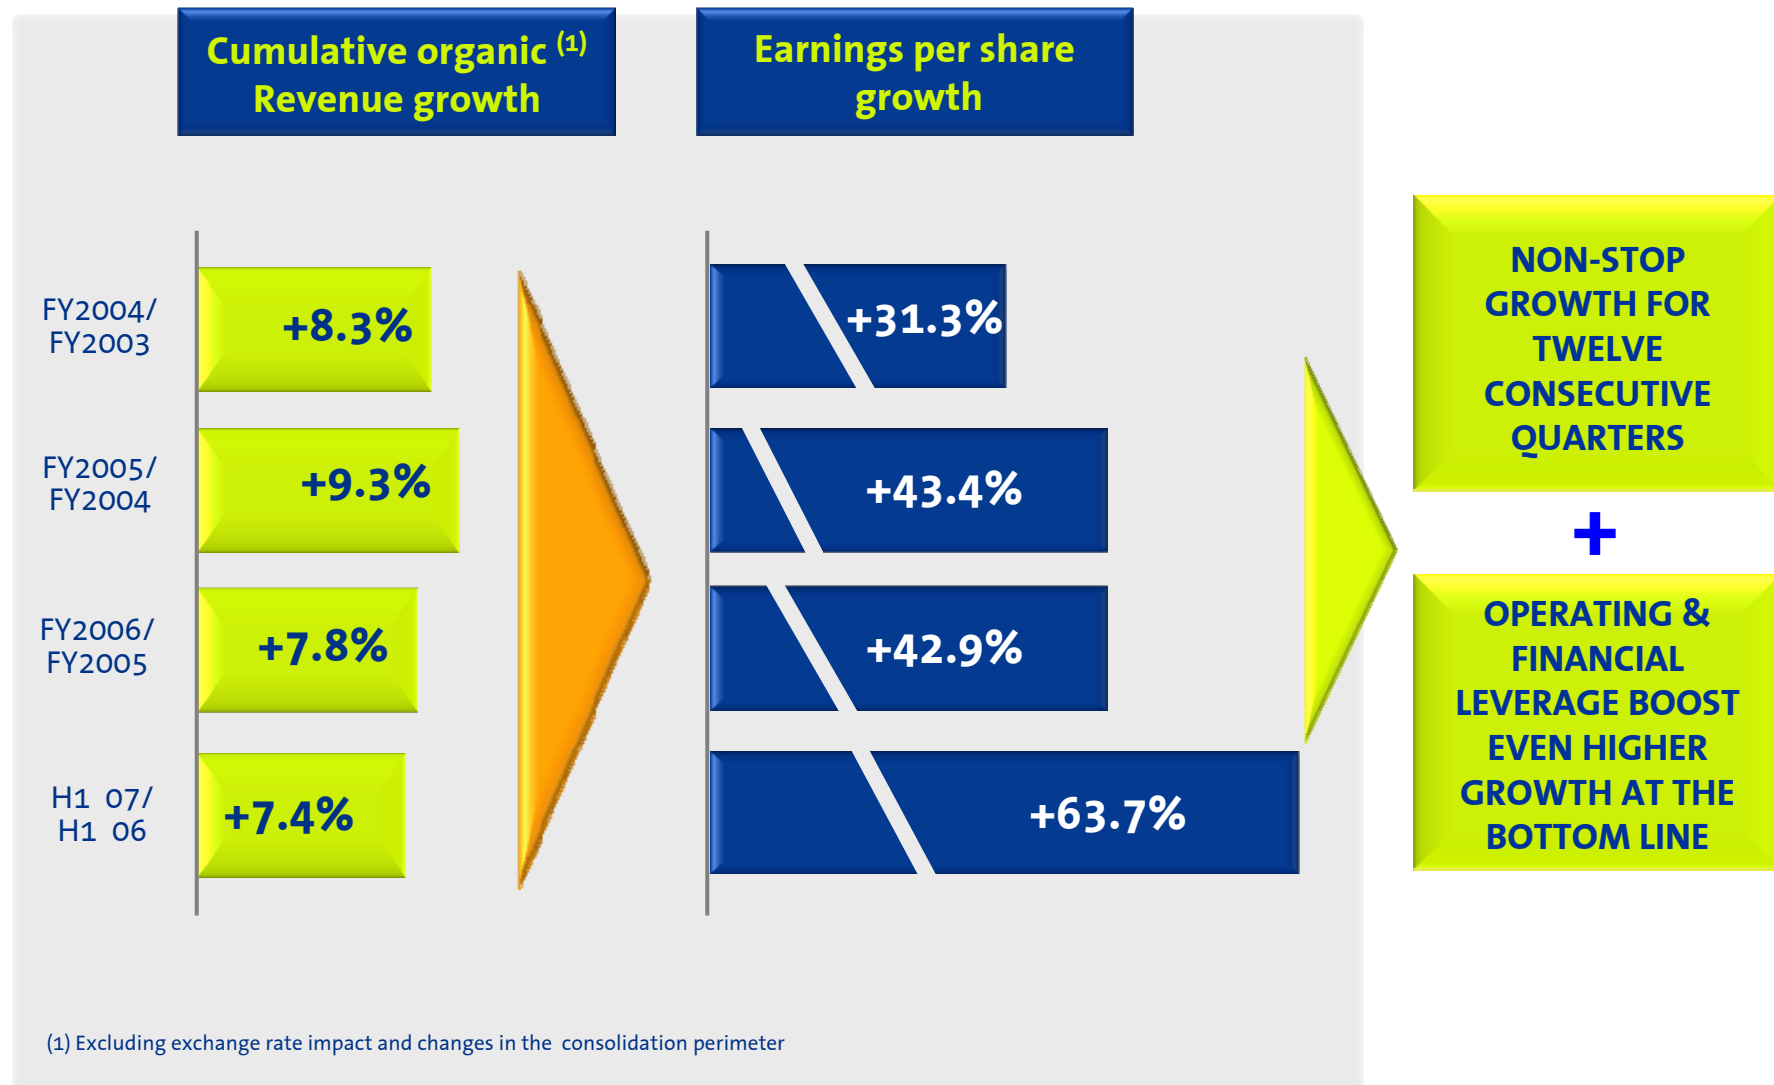 Cumulative organic (1)
Revenue growth
Earnings per share
growth
FY2004/
FY2003
+8.3%
+31.3%
FY2005/
FY2004
+9.3%
+43.4%
FY2006/
FY2005
+7.8%
+42.9%
H1 07/
H1 06
+7.4%
+63.7%
NON-STOP
GROWTH FOR
TWELVE
CONSECUTIVE
QUARTERS
+
OPERATING &
FINANCIAL
LEVERAGE BOOST
EVEN HIGHER
GROWTH AT THE
BOTTOM LINE
(1) Excluding exchange rate impact and changes in the consolidation perimeter